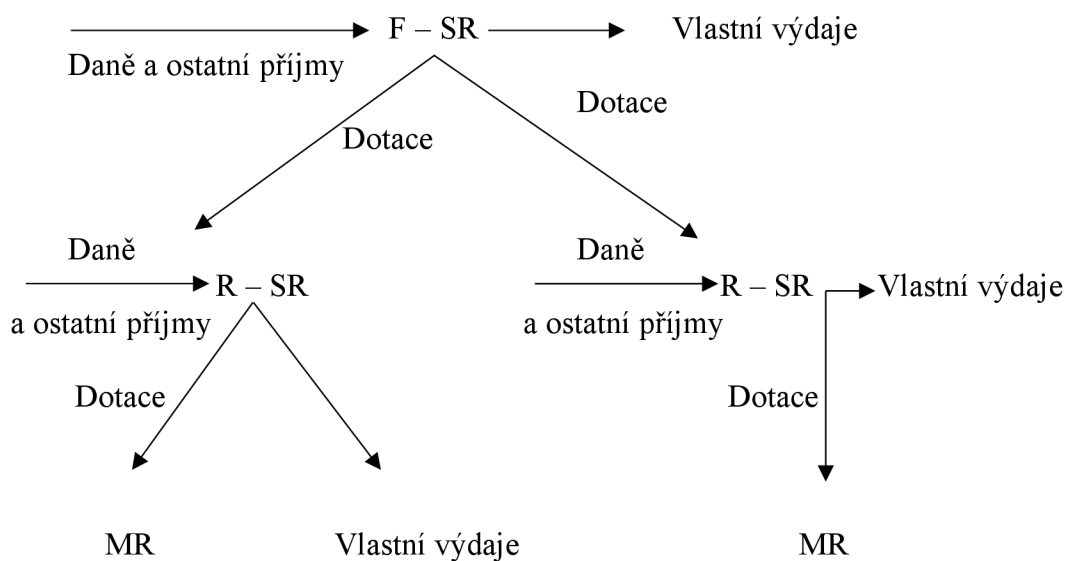 F – SR
Vlastní výdaje
Daně a ostatní příjmy
Dotace
Dotace
Daně
Daně
R – SR
R – SR
Vlastní výdaje
a ostatní příjmy
a ostatní příjmy
Dotace
Dotace
MR
Vlastní výdaje
MR